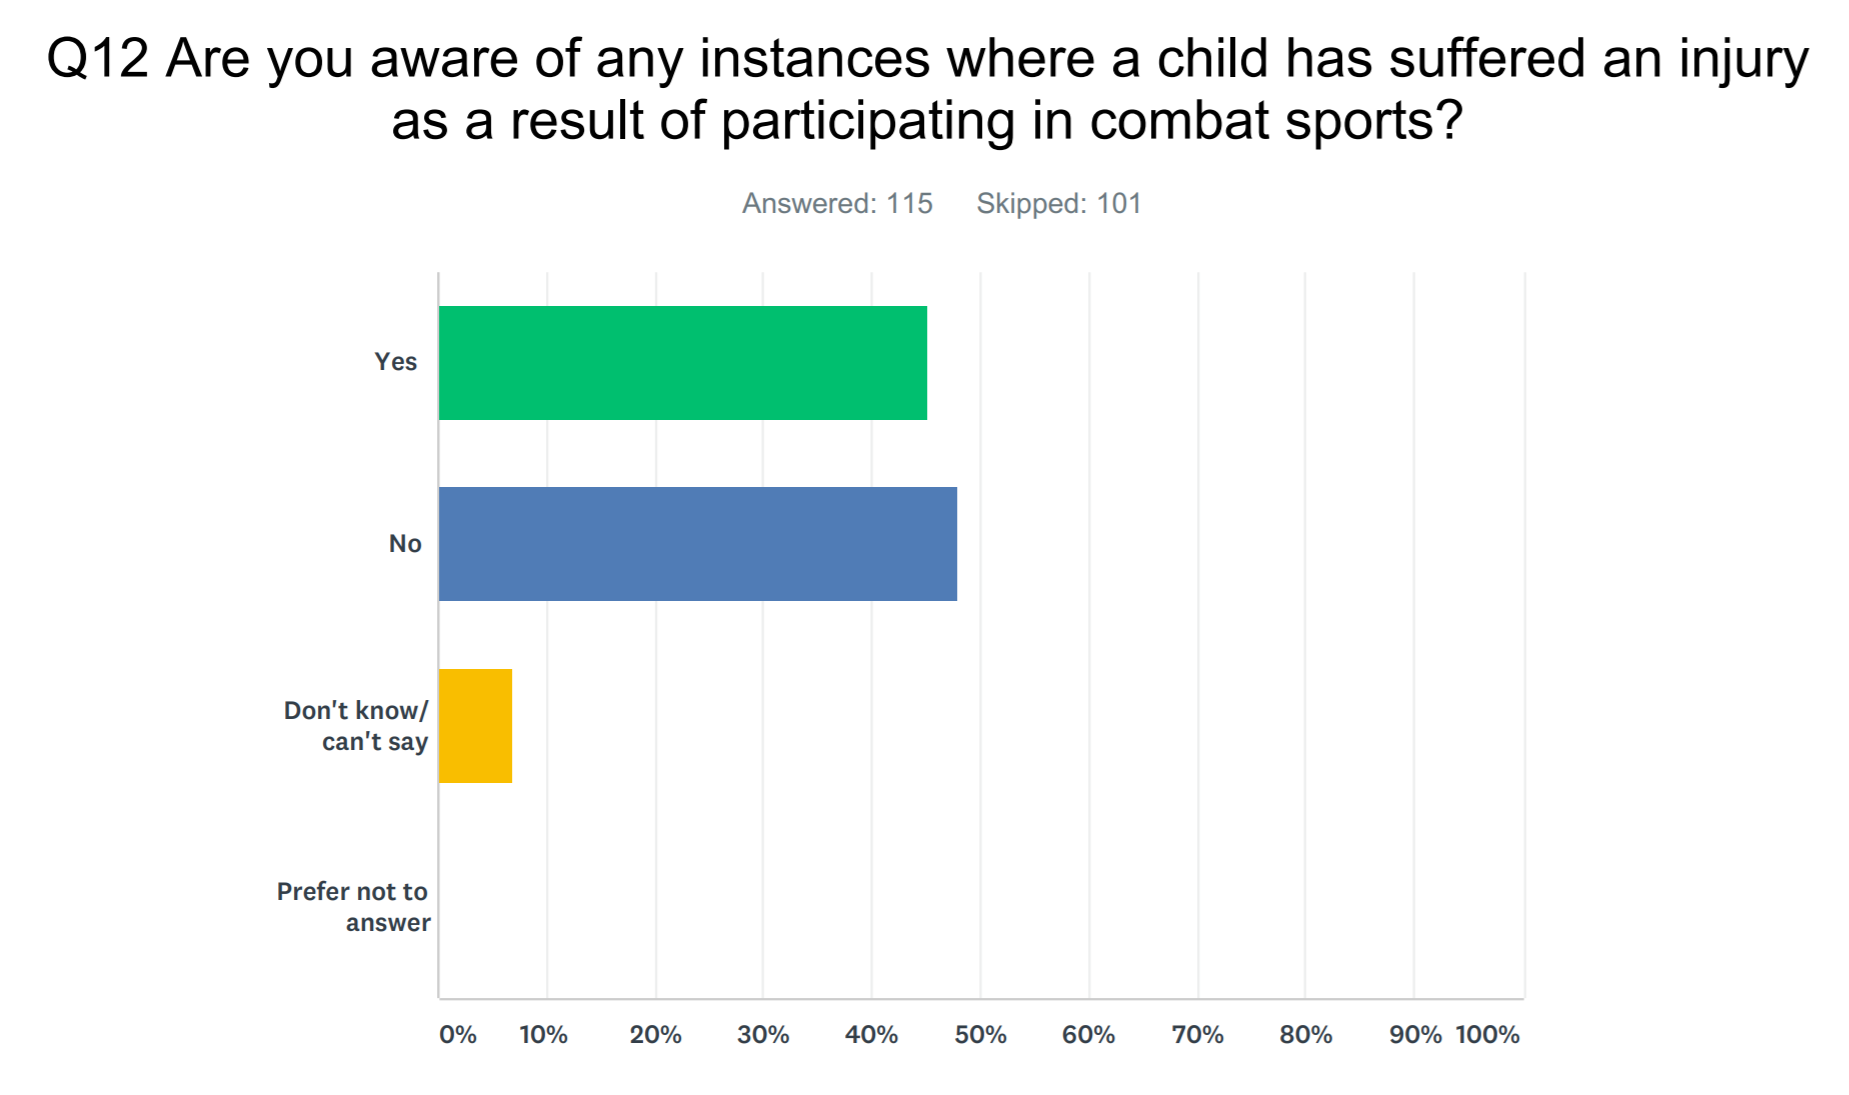 Q12 Are you aware of any instances where a child has suffered an injury
as a result of participating in combat sports?
Answered: 115 Skipped: 101
Yes
No
Don't know/
can't say
Prefer not to
answer
0% 10% 20% 30% 40% 50% 60% 70% 80% 90% 100%